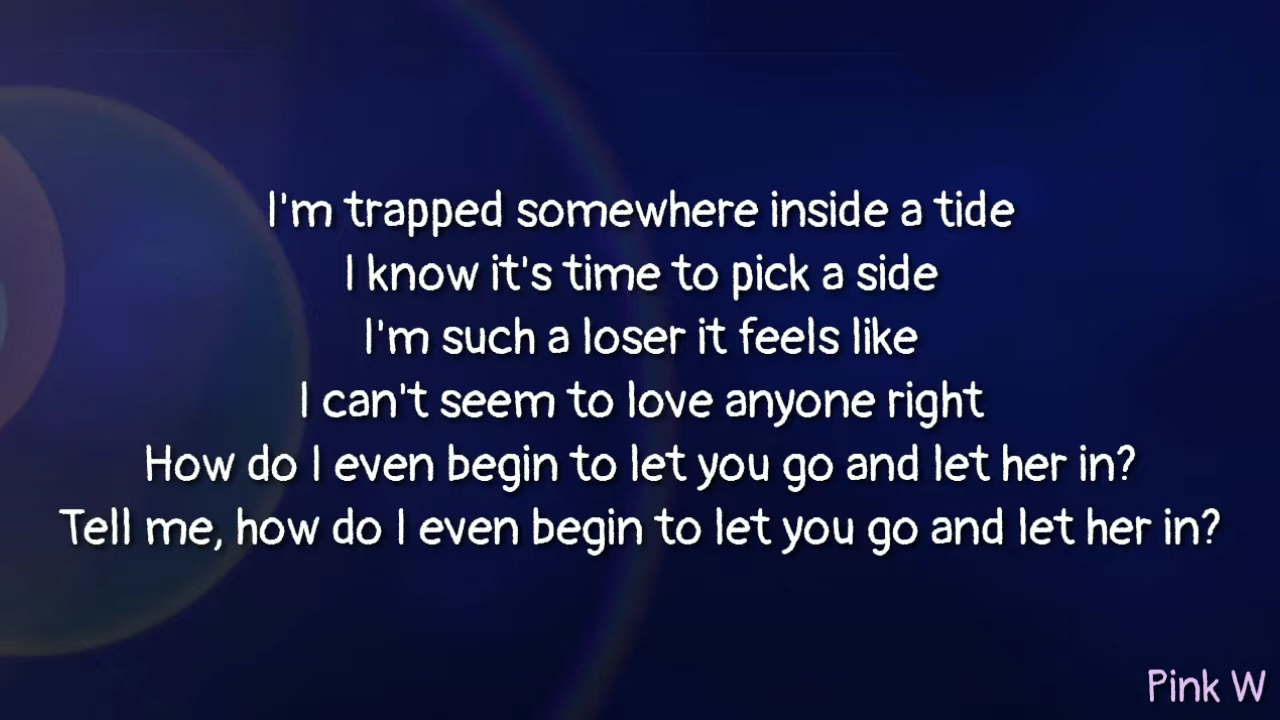 I'm trapped somewhere inside a tide
I know it's time to pick a side
I'm such a loser it feels like
I can't seem to love anyone right
How do I even begin to let you go and let her in?
Tell me, how do I even begin to let you go and let her in?
Pink W